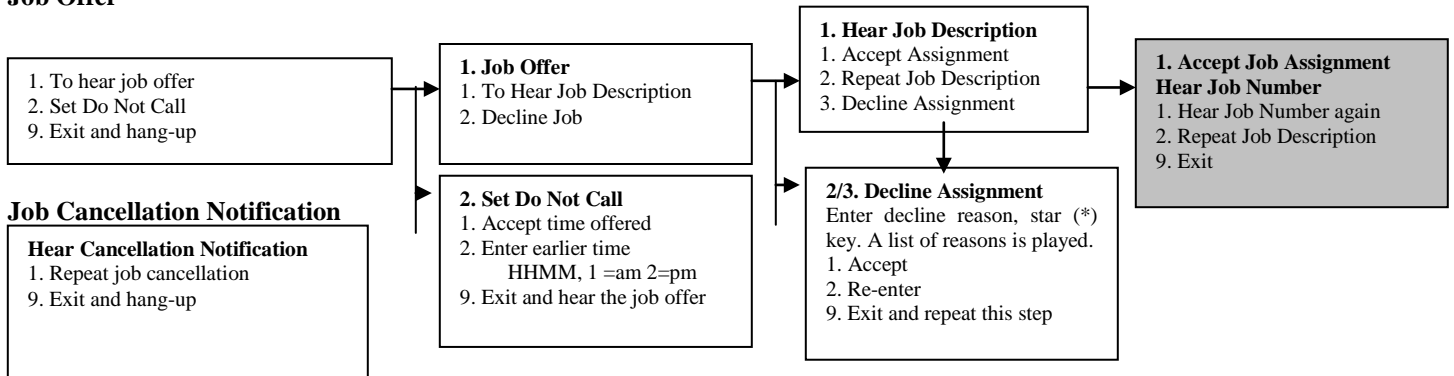 Job Offer
1. To hear job offer
2. Set Do Not Call
9. Exit and hang-up
1. Job Offer
1. To Hear Job Description
2. Decline Job
1. Hear Job Description
1. Accept Assignment
2. Repeat Job Description
3. Decline Assignment
1. Accept Job Assignment
Hear Job Number
1. Hear Job Number again
2. Repeat Job Description
9. Exit
2. Set Do Not Call
1. Accept time offered
2. Enter earlier time
HHMM, 1 =am 2=pm
9. Exit and hear the job offer
2/3. Decline Assignment
Enter decline reason, star (*)
key. A list of reasons is played.
1. Accept
2. Re-enter
9. Exit and repeat this step
Job Cancellation Notification
Hear Cancellation Notification
1. Repeat job cancellation
9. Exit and hang-up